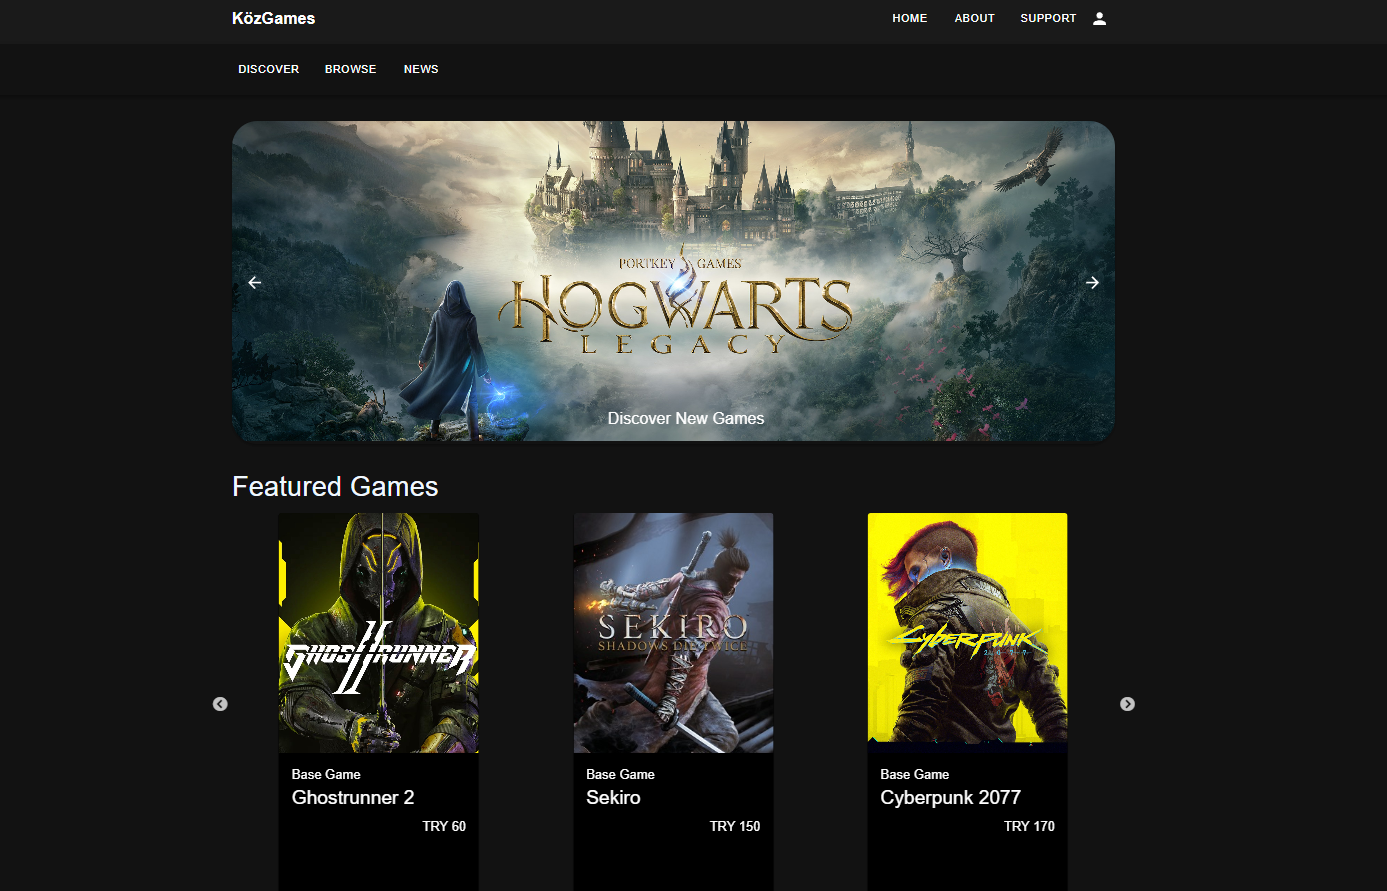 KözGames
HOME ABOUT SUPPORT
DISCOVER BROWSE NEWS
PORTKEY GAMES
HOGWARTS
LEGACY
Discover New Games
Featured Games
GHOSTRUNNER
II
SEKIRO
SHADOWS DIE TWICE
Cyberpunk
2077
Base Game
Ghostrunner 2
TRY 60
Base Game
Sekiro
TRY 150
Base Game
Cyberpunk 2077
TRY 170